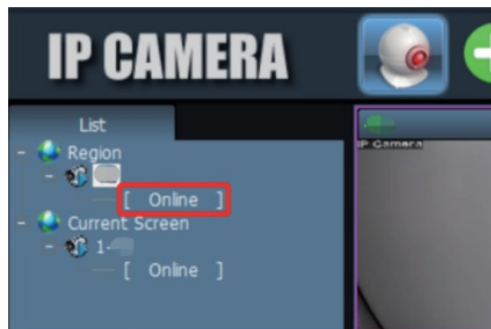 IP CAMERA
List
Region
IP Camera
[ Online ]
Current Screen
1-
[ Online ]